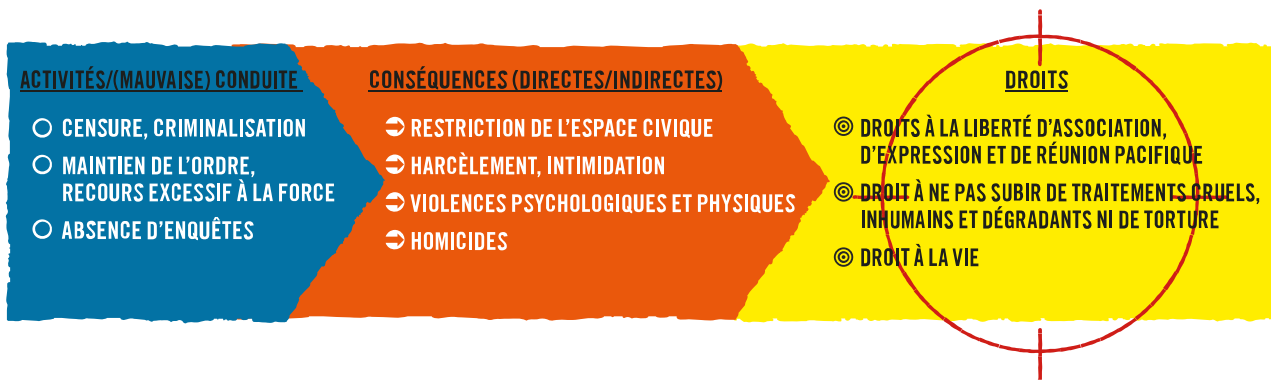 ACTIVITÉS/(MAUVAISE) CONDUITE
CENSURE, CRIMINALISATION
MAINTIEN DE L'ORDRE,
RECOURS EXCESSIF À LA FORCE
ABSENCE D'ENQUÊTES
CONSÉQUENCES (DIRECTES/INDIRECTES)
RESTRICTION DE L'ESPACE CIVIQUE
HARCÈLEMENT, INTIMIDATION
VIOLENCES PSYCHOLOGIQUES ET PHYSIQUES
HOMICIDES
DROITS
DROITS À LA LIBERTÉ D'ASSOCIATION,
D'EXPRESSION ET DE RÉUNION PACIFIQUE
DROIT À NE PAS SUBIR DE TRAITEMENTS CRUELS,
INHUMAINS ET DÉGRADANTS NI DE TORTURE
DROIT À LA VIE